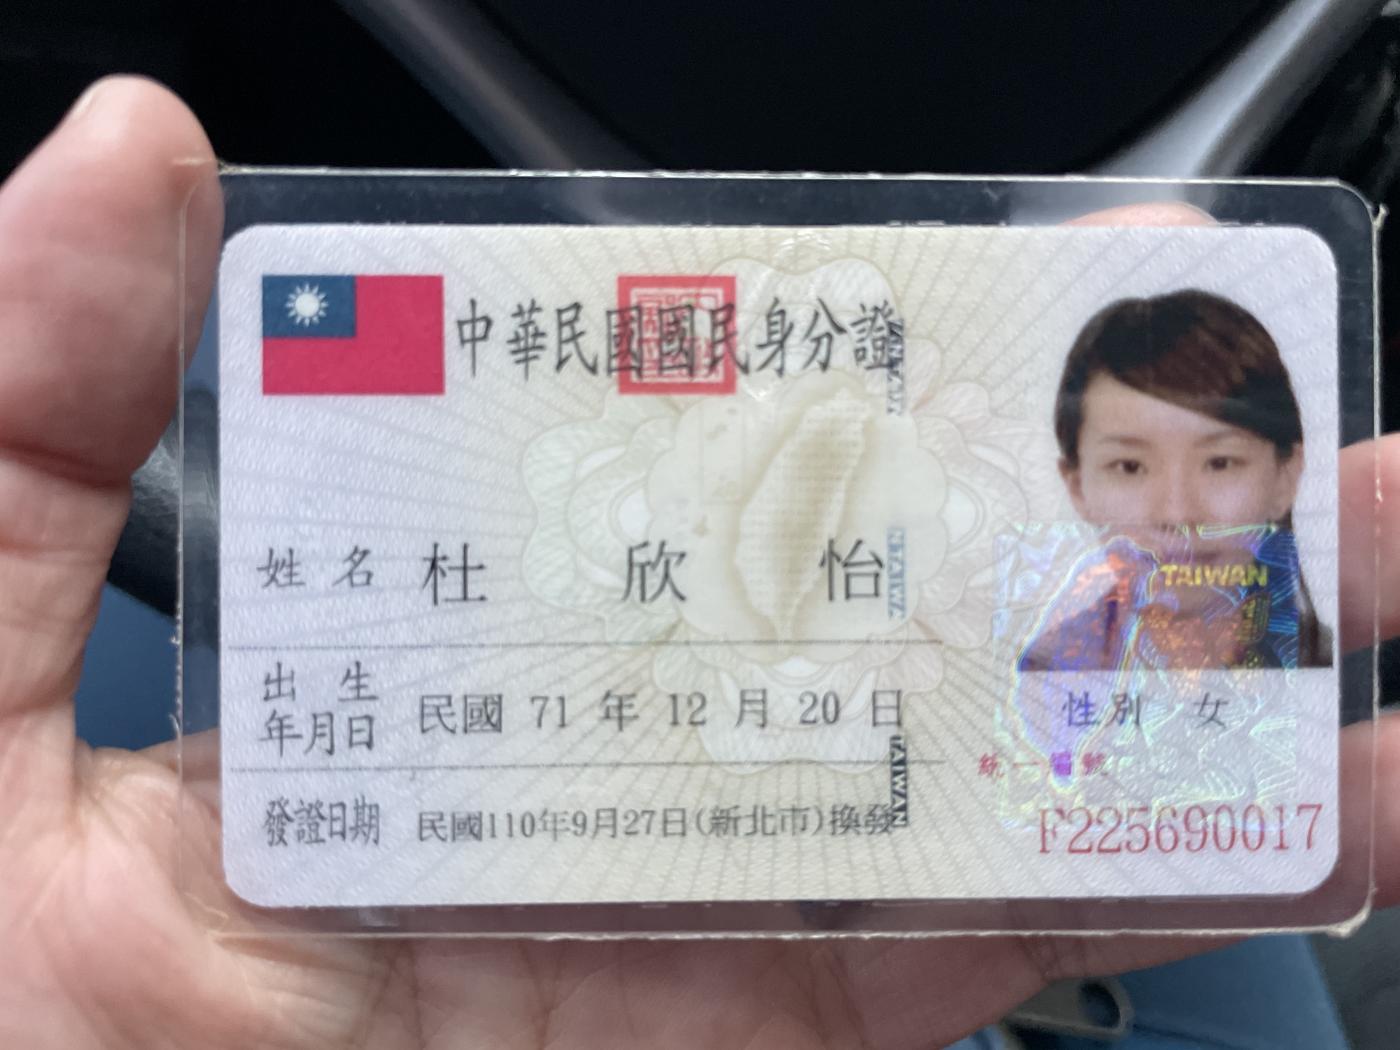 中華民國國民身分證
姓名 杜欣怡
出生年月日 民國 71 年 12 月 20 日
性別 女
發證日期 民國110年9月27日(新北市)換發
統一編號
F225690017
TAIWAN
TAIWAN